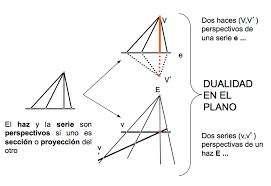 El haz y la serie son
perspectivos si uno es
sección o proyección del
otro
V
e
V'
E
v
v'
Dos haces (V,V') 
perspectivos de
una serie e ...
DUALIDAD
EN EL
PLANO
Dos series (v,v')
perspectivas de un
haz E ...